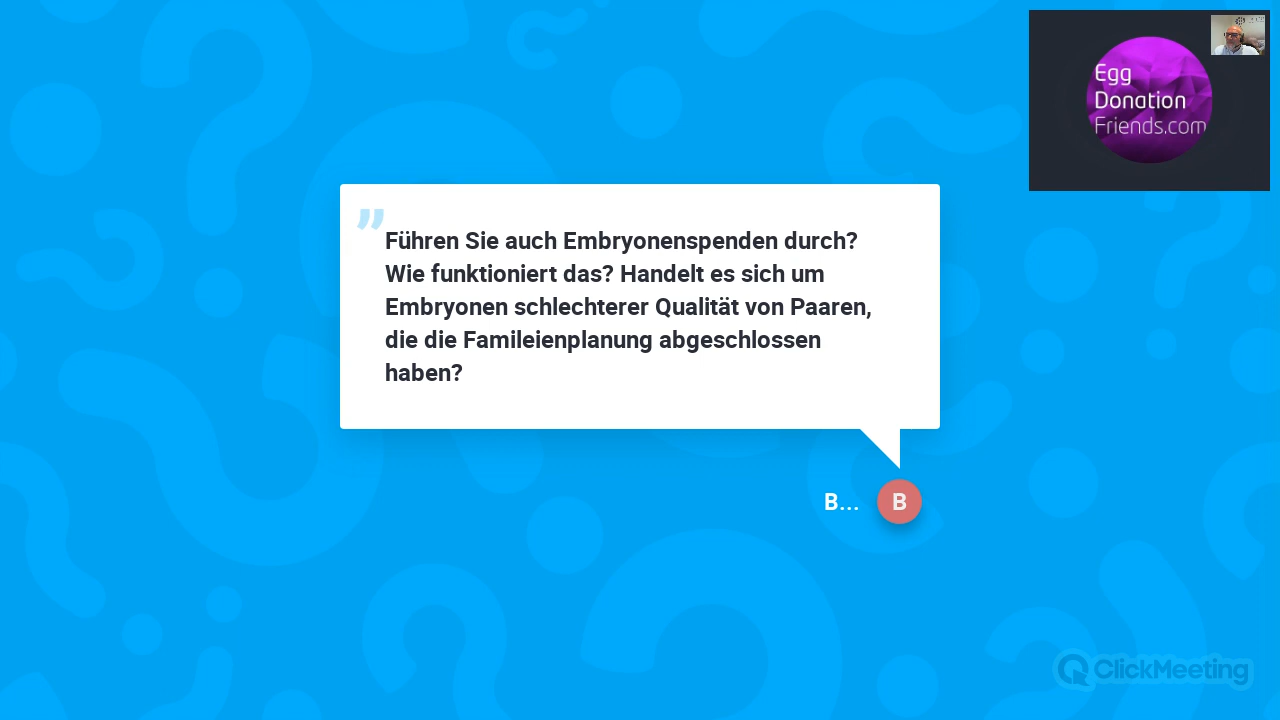 Egg
Donation
Friends.com
”
Führen Sie auch Embryonenspenden durch?
Wie funktioniert das? Handelt es sich um
Embryonen schlechterer Qualität von Paaren,
die die Famileienplanung abgeschlossen
haben?
B... B
ClickMeeting